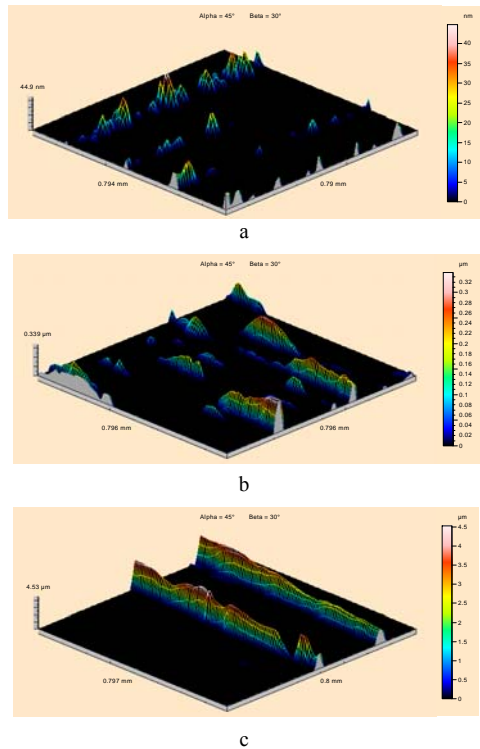 Alpha = 45° Beta = 30°
nm
40
35
30
25
20
15
10
5
0
44.9 nm
0.794 mm
0.79 mm
a
Alpha = 45° Beta = 30°
µm
0.32
0.3
0.28
0.26
0.24
0.22
0.2
0.18
0.16
0.14
0.12
0.1
0.08
0.06
0.04
0.02
0
0.339 µm
0.796 mm
0.796 mm
b
Alpha = 45° Beta = 30°
µm
4.5
4
3.5
3
2.5
2
1.5
1
0.5
0
4.53 µm
0.797 mm
0.8 mm
c